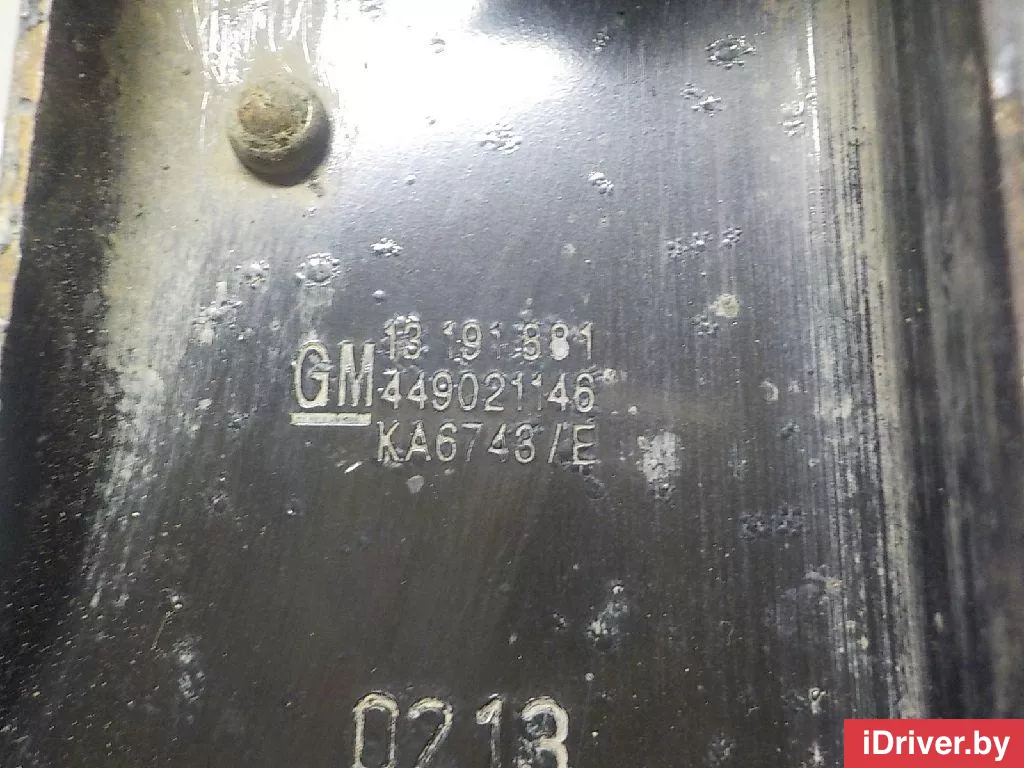 13 191 881
GM 449021146
KA6743/E
0213
iDriver.by